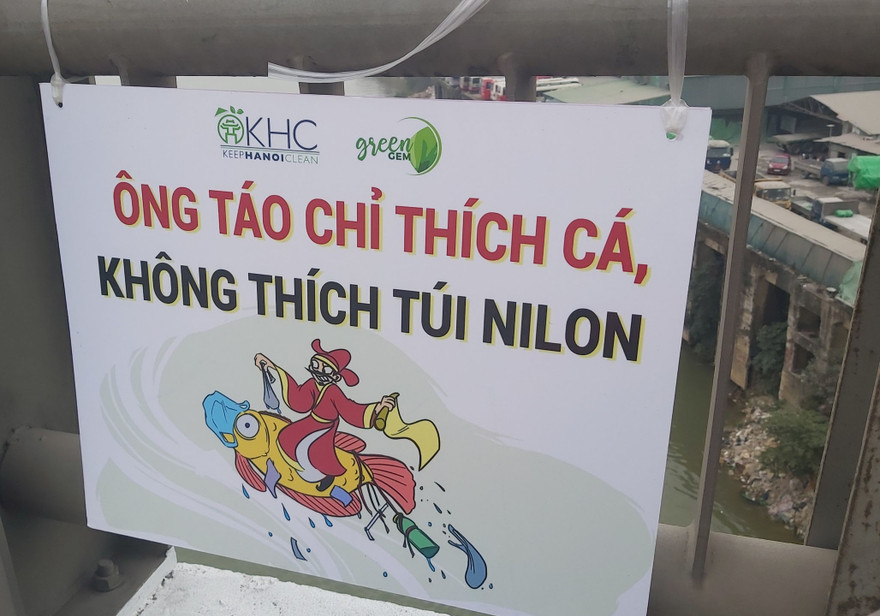 KHC
KEEPHANOICLEAN
green
GEM
ÔNG TÁO CHỈ THÍCH CÁ,
KHÔNG THÍCH TÚI NILON